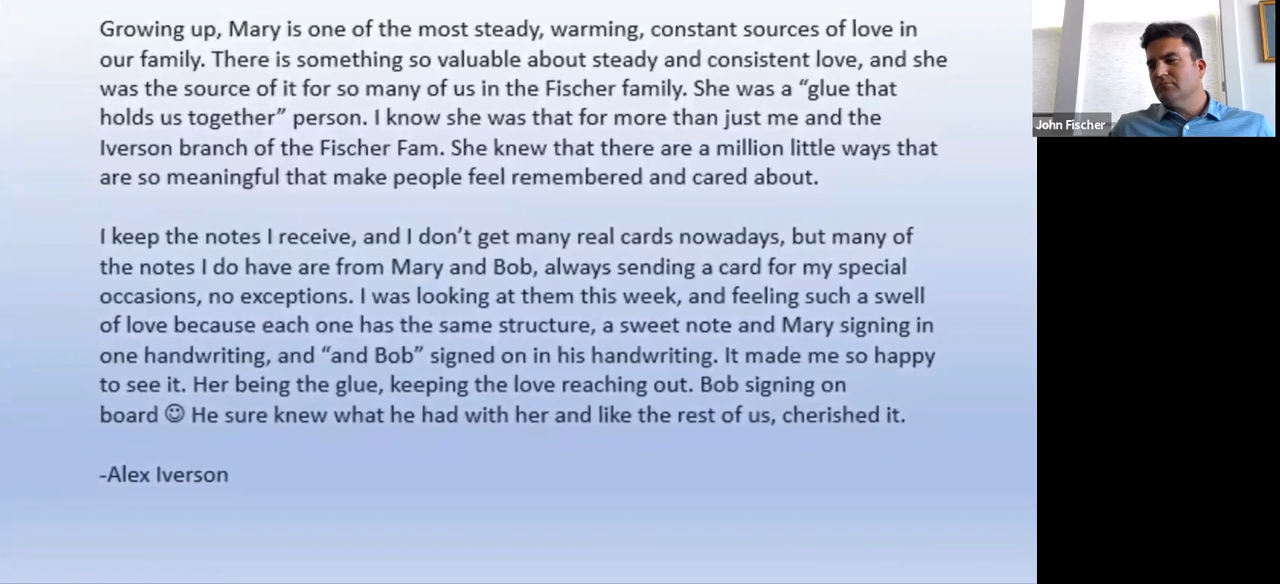 Growing up, Mary is one of the most steady, warming, constant sources of love in
our family. There is something so valuable about steady and consistent love, and she
was the source of it for so many of us in the Fischer family. She was a “glue that
holds us together” person. I know she was that for more than just me and the
Iverson branch of the Fischer Fam. She knew that there are a million little ways that
are so meaningful that make people feel remembered and cared about.
I keep the notes I receive, and I don’t get many real cards nowadays, but many of
the notes I do have are from Mary and Bob, always sending a card for my special
occasions, no exceptions. I was looking at them this week, and feeling such a swell
of love because each one has the same structure, a sweet note and Mary signing in
one handwriting, and “and Bob” signed on in his handwriting. It made me so happy
to see it. Her being the glue, keeping the love reaching out. Bob signing on
board ☺ He sure knew what he had with her and like the rest of us, cherished it.
-Alex Iverson
John Fischer